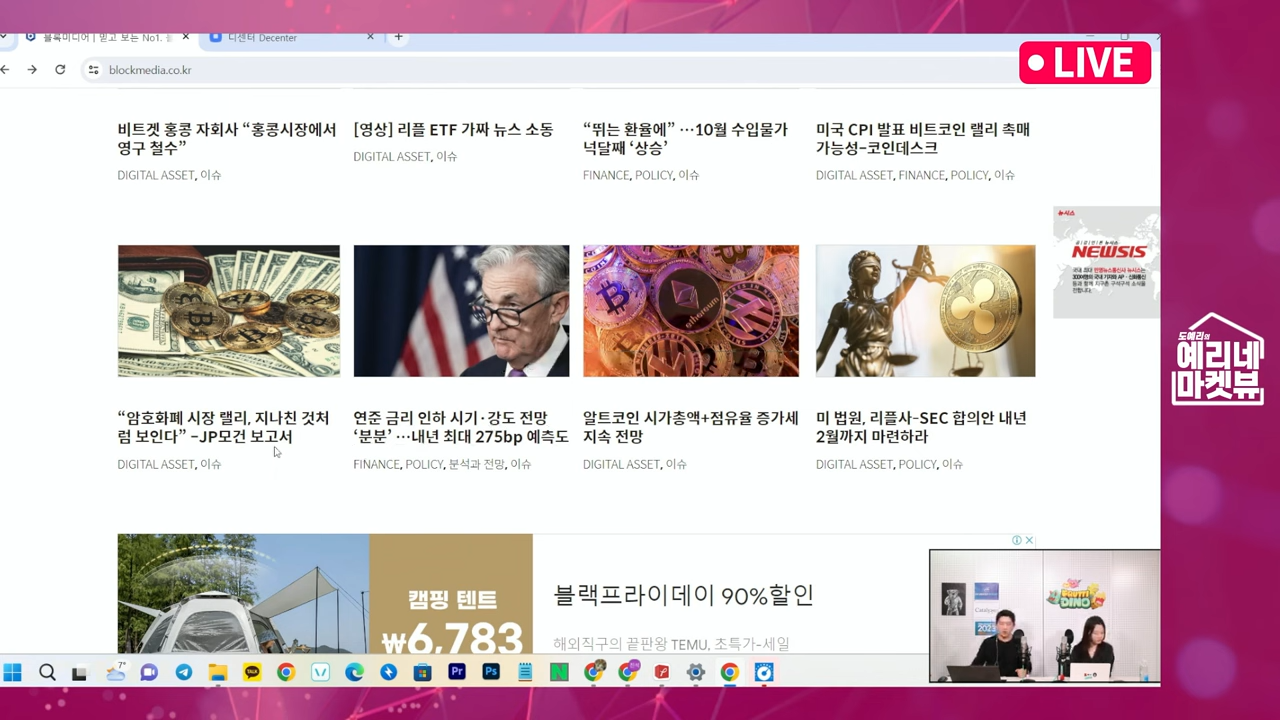 블록미디어 | 믿고 보는 No1.
디센터 Decenter
blockmedia.co.kr
LIVE
비트겟 홍콩 자회사 “홍콩시장에서
영구 철수”
DIGITAL ASSET, 이슈
[영상] 리플 ETF 가짜 뉴스 소동
DIGITAL ASSET, 이슈
“뛰는 환율에” …10월 수입물가
넉달째 ‘상승’
FINANCE, POLICY, 이슈
미국 CPI 발표 비트코인 랠리 촉매
가능성–코인데스크
DIGITAL ASSET, FINANCE, POLICY, 이슈
뉴시스
NEWSIS
“암호화폐 시장 랠리, 지나친 것처
럼 보인다” –JP모건 보고서
DIGITAL ASSET, 이슈
연준 금리 인하 시기·강도 전망
‘분분’ …내년 최대 275bp 예측도
FINANCE, POLICY, 분석과 전망, 이슈
알트코인 시가총액+점유율 증가세
지속 전망
DIGITAL ASSET, 이슈
미 법원, 리플사–SEC 합의안 내년
2월까지 마련하라
DIGITAL ASSET, POLICY, 이슈
도예리의
예리네
마켓뷰
캠핑 텐트
₩6,783
블랙프라이데이 90%할인
해외직구의 끝판왕 TEMU, 초특가-세일
FRUTTI
DINO
7°
Pr
Ps